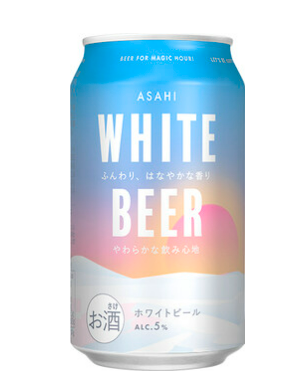 BEER FOR MAGIC HOUR!
ASAHI
WHITE
ふんわり、はなやかな香り
BEER
やわらかな飲み心地
さけ
お酒
ホワイトビール
ALC.5%